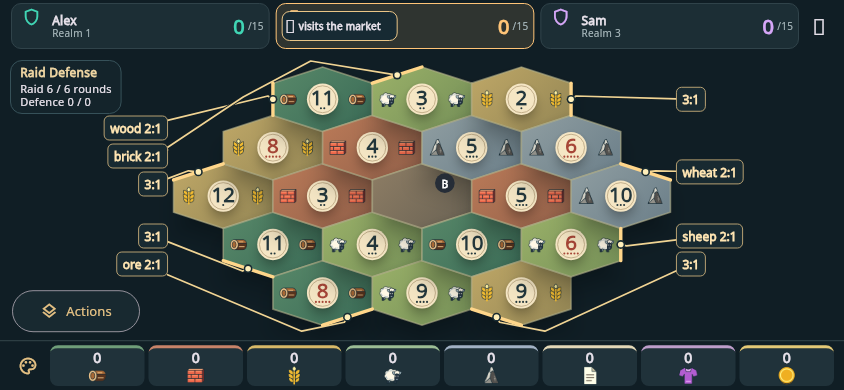 Alex
Realm 1
0 /15
visits the market
0 /15
Sam
Realm 3
0 /15
Raid Defense
Raid 6 / 6 rounds
Defence 0 / 0
wood 2:1
brick 2:1
3:1
3:1
ore 2:1
3:1
wheat 2:1
sheep 2:1
3:1
11 3 2
8 4 5 6
12 3 B 5 10
11 4 10 6
8 9 9
Actions
0 0 0 0 0 0 0 0